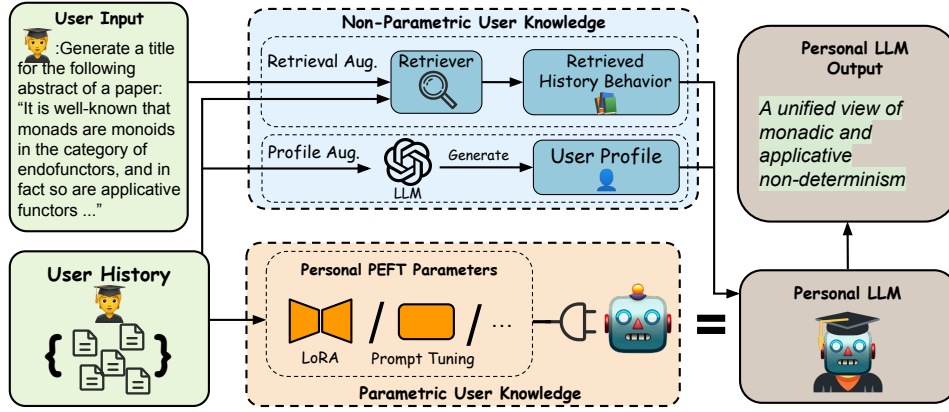 User Input
:Generate a title
for the following
abstract of a paper:
“It is well-known that
monads are monoids
in the category of
endofunctors, and in
fact so are applicative
functors ...”
User History
{ }
Non-Parametric User Knowledge
Retrieval Aug.
Retriever
Retrieved
History Behavior
Profile Aug.
LLM
Generate
User Profile
Personal PEFT Parameters
LoRA
/
Prompt Tuning
/
...
Parametric User Knowledge
=
Personal LLM
Output
A unified view of
monadic and
applicative
non-determinism
Personal LLM